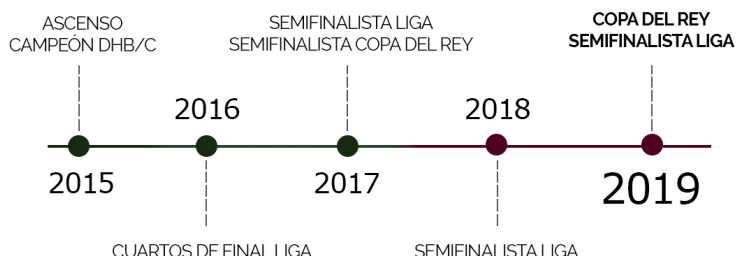 ASCENSO
CAMPEÓN DHB/C
SEMIFINALISTA LIGA
SEMIFINALISTA COPA DEL REY
COPA DEL REY
SEMIFINALISTA LIGA
2016
2018
2015
2017
2019
CUARTOS DE FINAL LIGA
SEMIFINALISTA LIGA